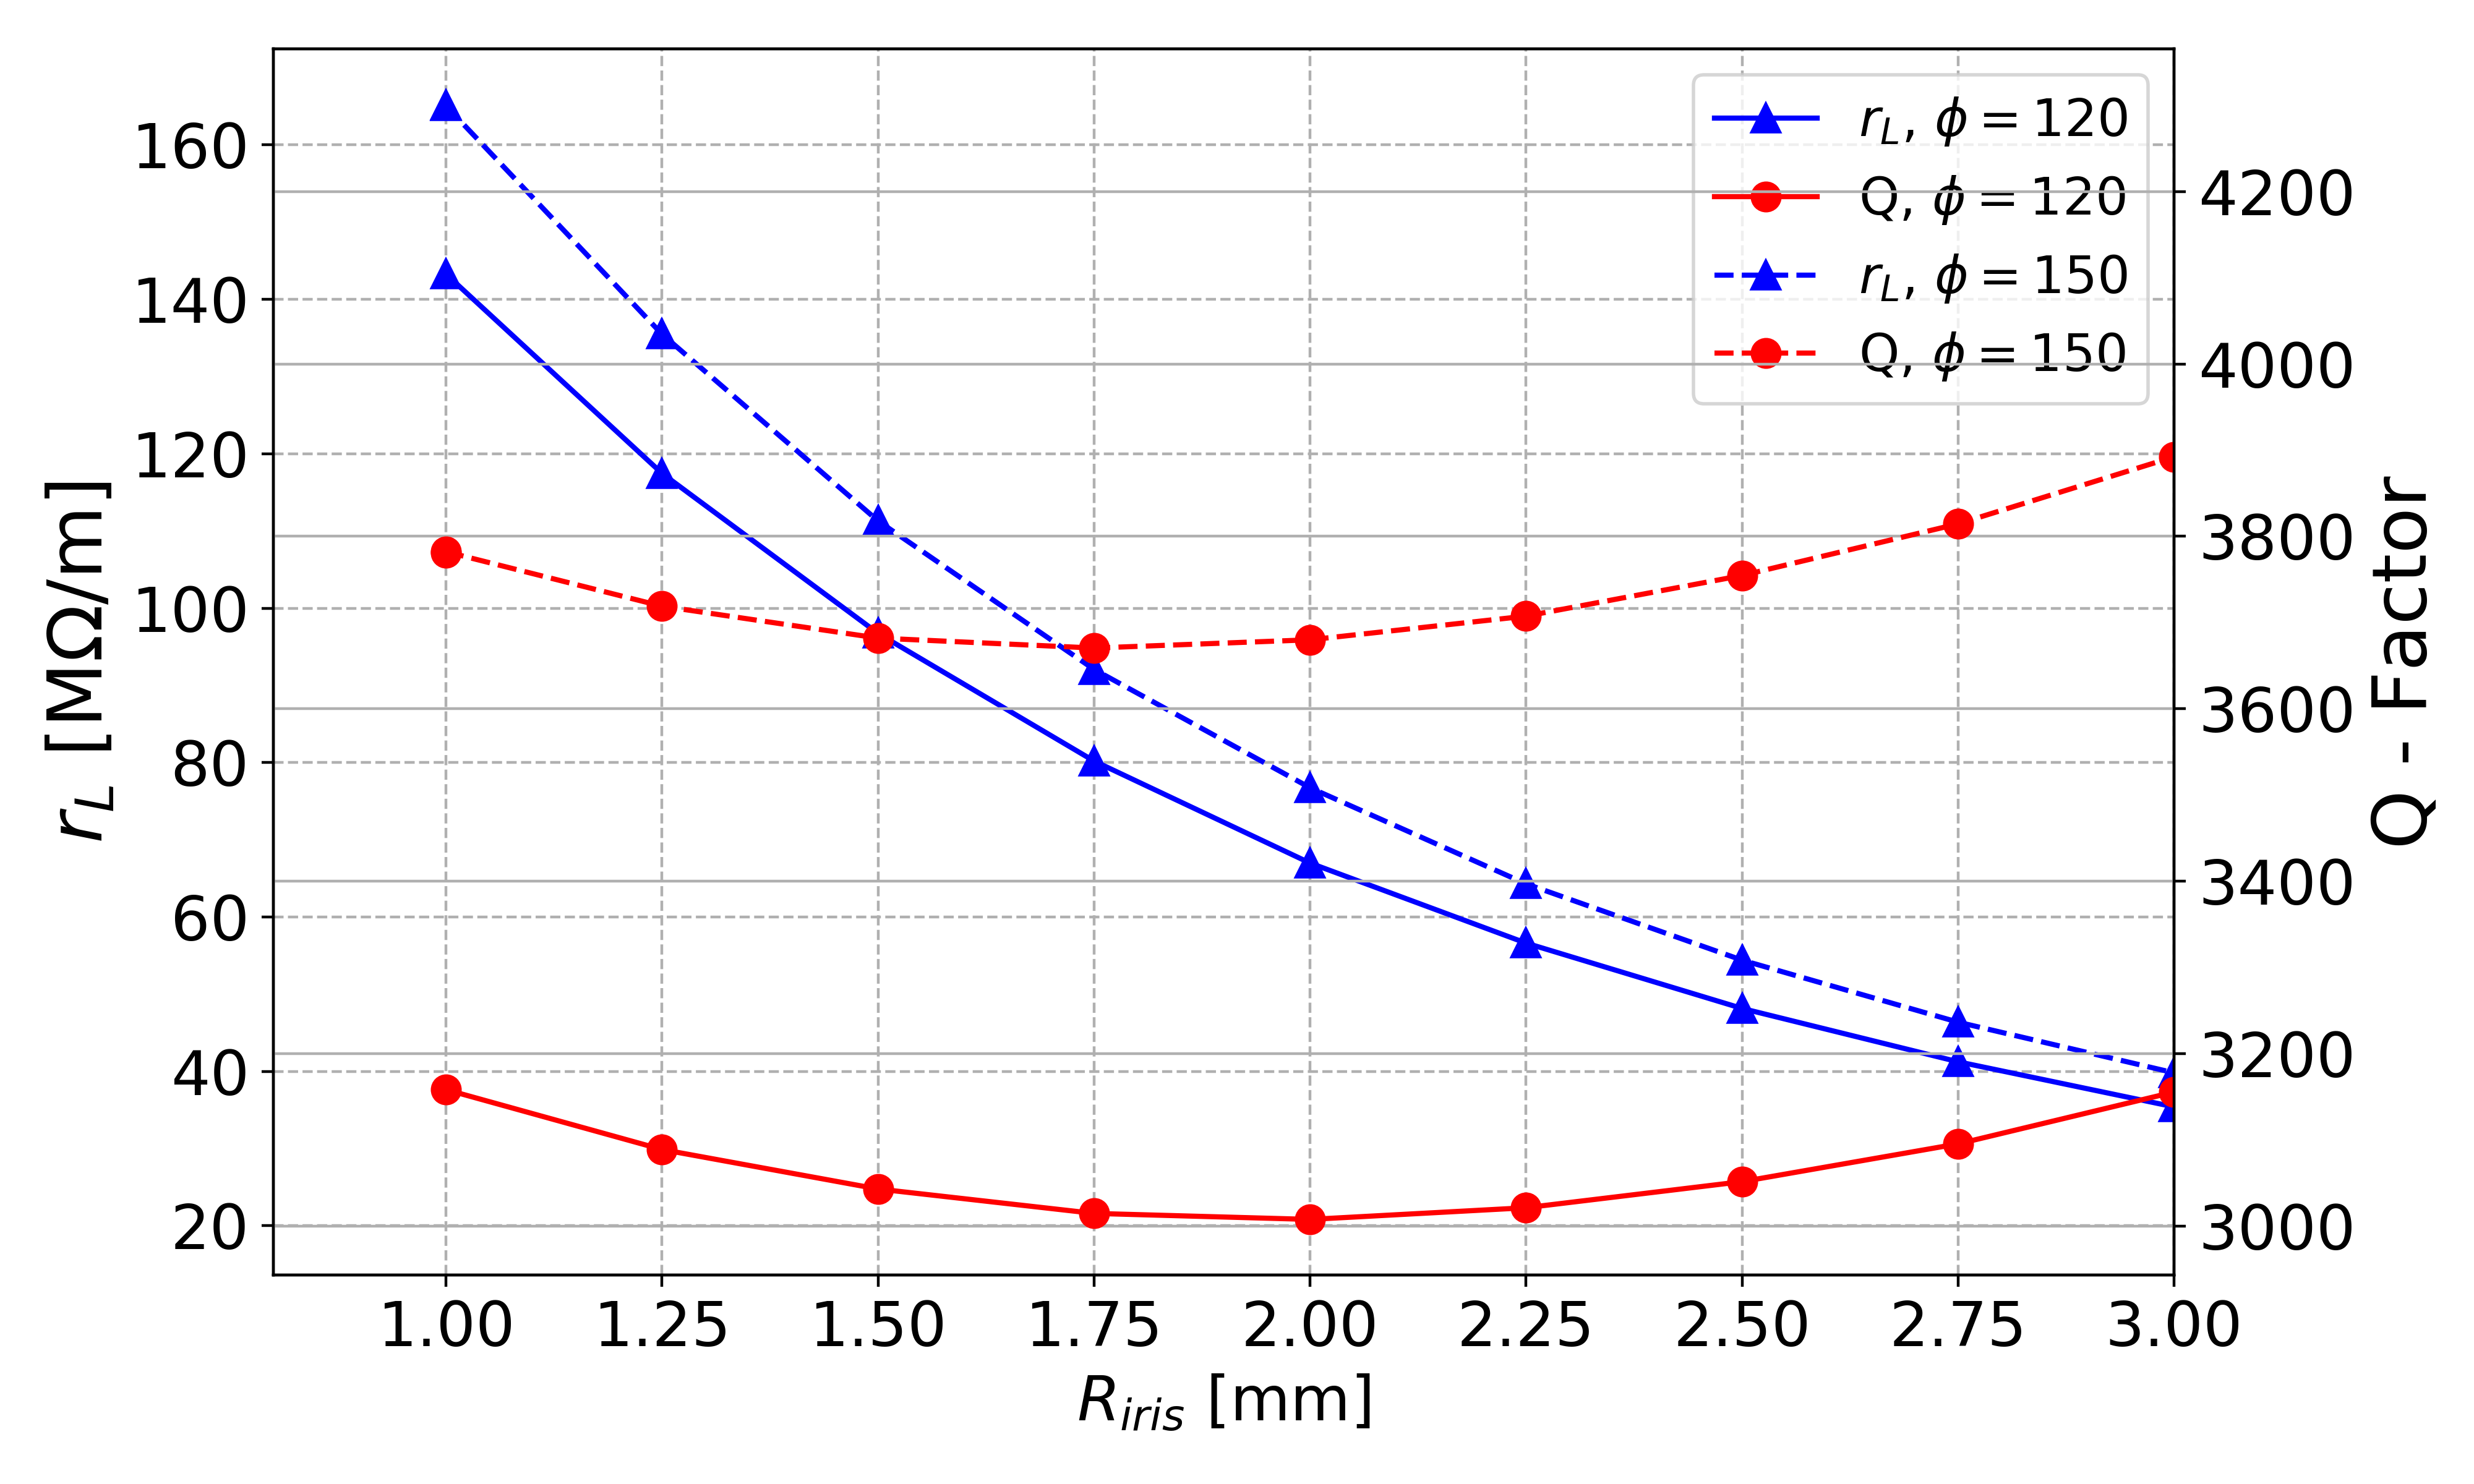 r_L, ϕ = 120
Q, ϕ = 120
r_L, ϕ = 150
Q, ϕ = 150
160
140
120
100
80
60
40
20
r_L [MΩ/m]
4200
4000
3800
3600
3400
3200
3000
Q - Factor
1.00 1.25 1.50 1.75 2.00 2.25 2.50 2.75 3.00
R_iris [mm]